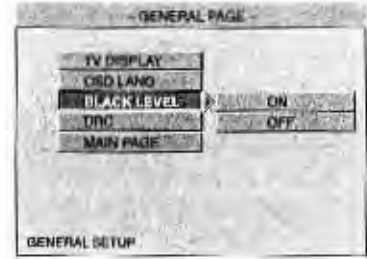 - GENERAL PAGE -
TV DISPLAY
OSD LANG
BLACK LEVEL
ON
DRC
OFF
MAIN PAGE
GENERAL SETUP